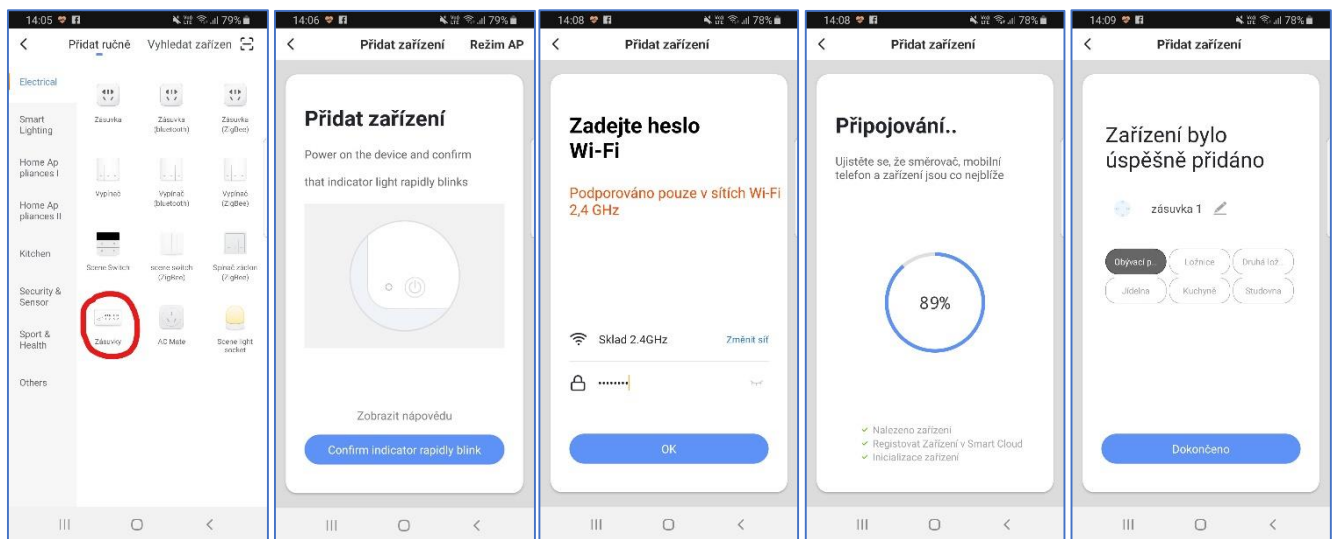 14:05
79%
Přidat ručně Vyhledat zařízen
Electrical
Zásuvka
Zásuvka
(bluetooth)
Zásuvka
(ZigBee)
Smart
Lighting
Home Ap
pliances I
Vypínač
Vypínač
(bluetooth)
Vypínač
(ZigBee)
Home Ap
pliances II
Kitchen
Scene Switch
scene switch
(ZigBee)
(ZigBee)
Security &
Sensor
Sport &
Health
Zásuvky
AC Mate
Scene light
socket
Others
14:06
79%
Přidat zařízení Režim AP
Přidat zařízení
Power on the device and confirm
that indicator light rapidly blinks
Zobrazit nápovědu
Confirm indicator rapidly blink
14:08
78%
Přidat zařízení
Zadejte heslo
Wi-Fi
Podporováno pouze v sítích Wi-Fi
2,4 GHz
Sklad 2.4GHz Změnit síť
OK
14:08
78%
Přidat zařízení
Připojování..
Ujistěte se, že směrovač, mobilní
telefon a zařízení jsou co nejblíže
89%
Nalezeno zařízení
Registovat Zařízení v Smart Cloud
Inicializace zařízení
14:09
78%
Přidat zařízení
Zařízení bylo
úspěšně přidáno
zásuvka 1
Obývací p... Ložnice Druhá lož...
Jídelna Kuchyně Studovna
Dokončeno